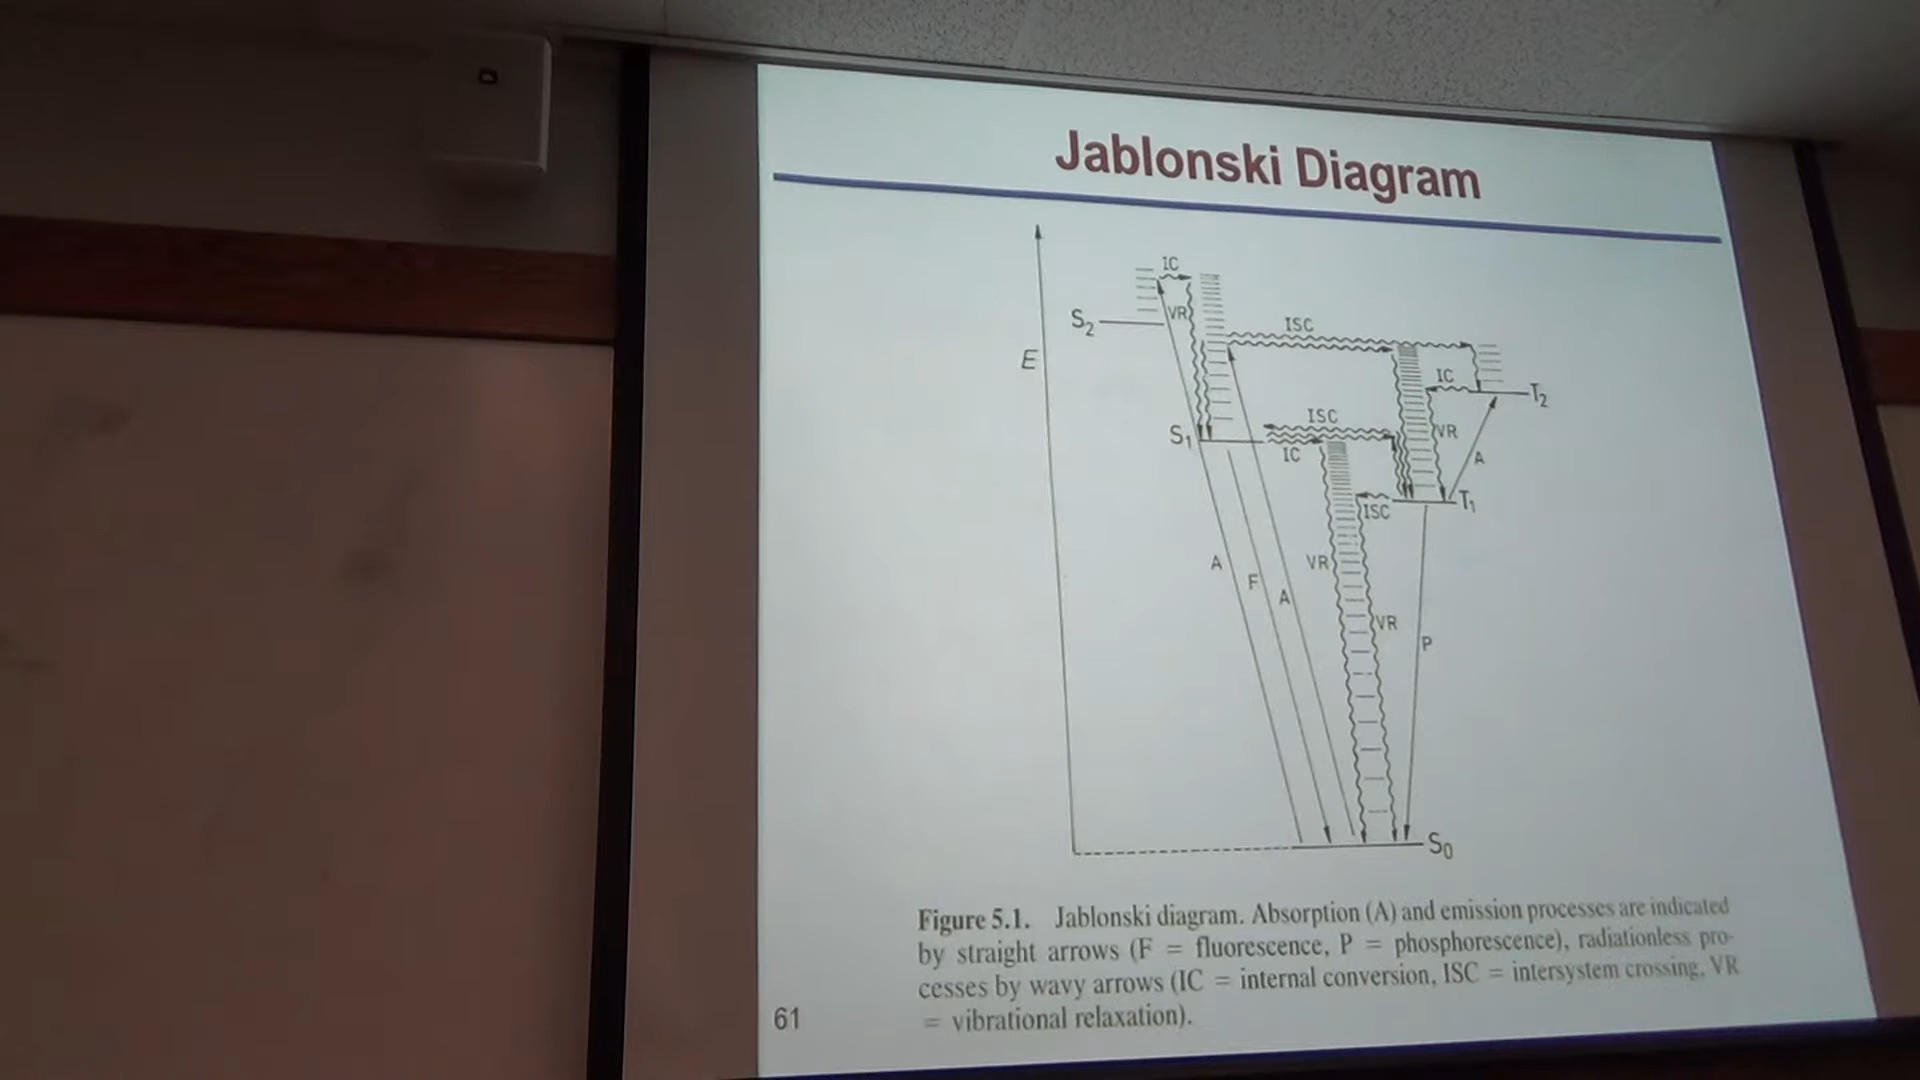 Jablonski Diagram
IC
S2
VR
ISC
E
IC
T2
ISC
S1
VR
IC
A
T1
ISC
A
F
A
VR
VR
P
S0
Figure 5.1. Jablonski diagram. Absorption (A) and emission processes are indicated
by straight arrows (F = fluorescence, P = phosphorescence), radiationless pro-
cesses by wavy arrows (IC = internal conversion, ISC = intersystem crossing, VR
= vibrational relaxation).
61